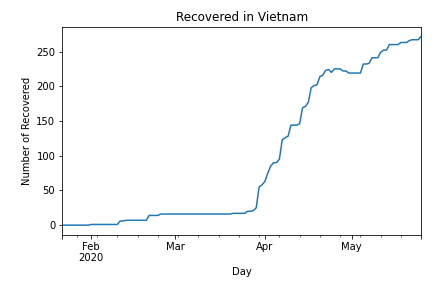 Recovered in Vietnam
Number of Recovered
250
200
150
100
50
0
Feb
2020
Mar
Apr
May
Day